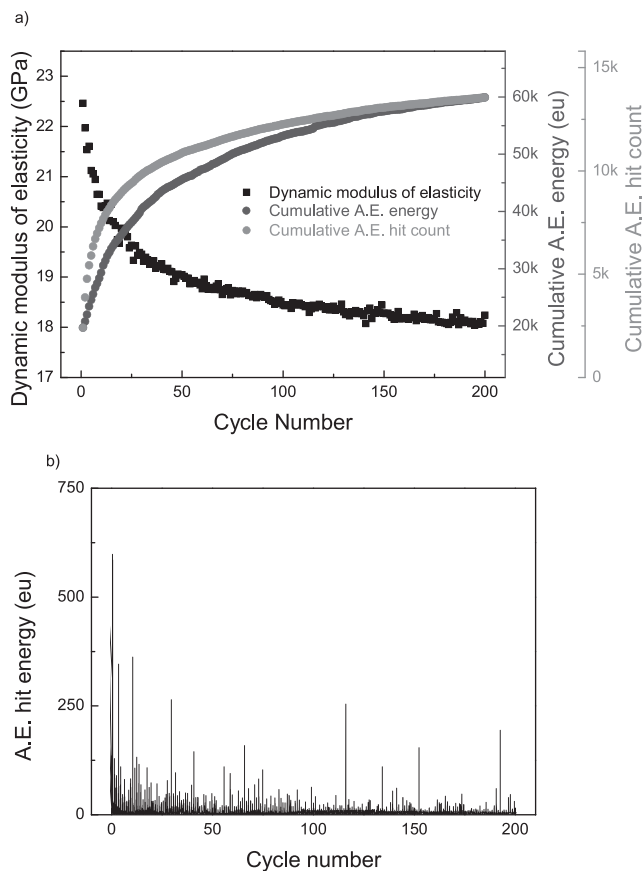 a)
Dynamic modulus of elasticity (GPa)
23
22
21
20
19
18
17
0
50
100
150
200
Cycle Number
Dynamic modulus of elasticity
Cumulative A.E. energy
Cumulative A.E. hit count
60k
50k
40k
30k
20k
Cumulative A.E. energy (eu)
15k
10k
5k
0
Cumulative A.E. hit count
b)
A.E. hit energy (eu)
750
500
250
0
0
50
100
150
200
Cycle number